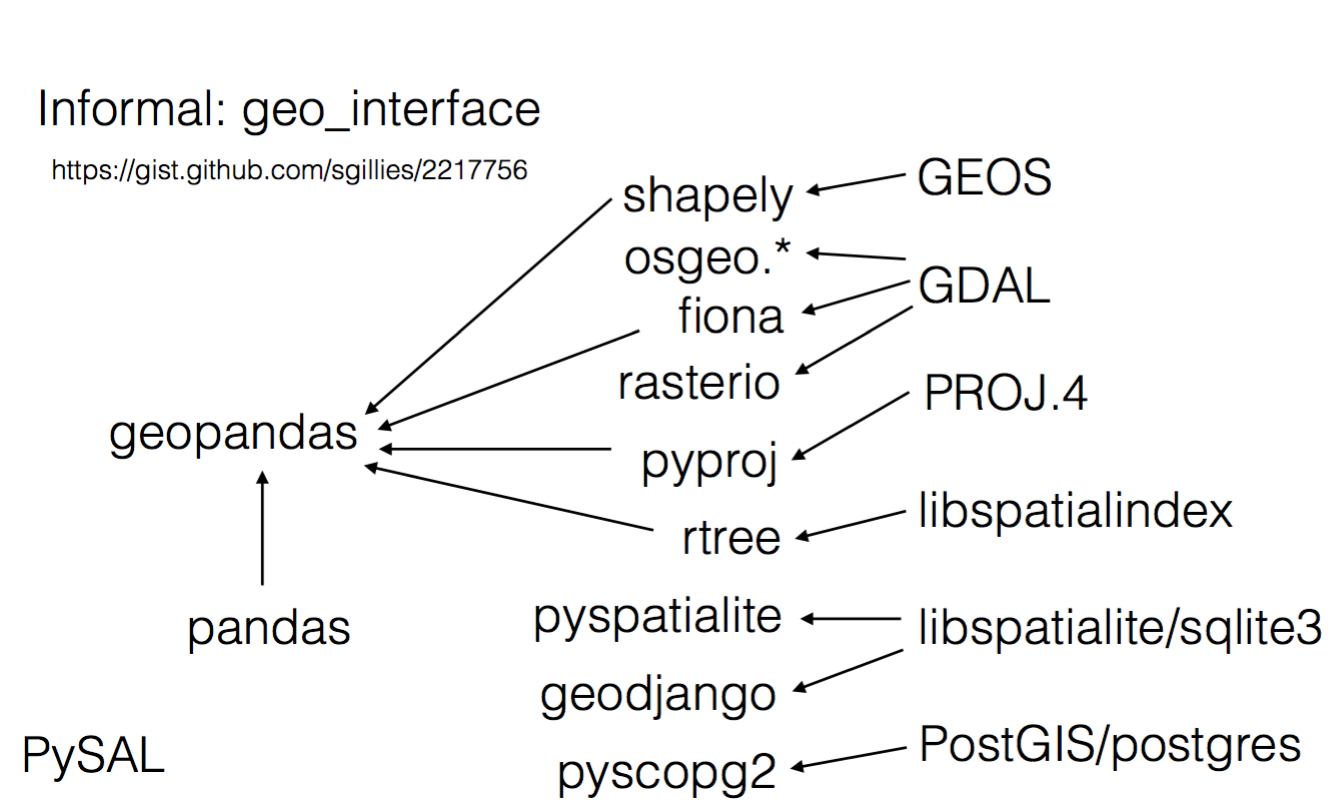 Informal: geo_interface
https://gist.github.com/sgillies/2217756
shapely
GEOS
osgeo.*
GDAL
fiona
rasterio
PROJ.4
geopandas
pyproj
libspatialindex
rtree
pandas
pyspatialite
libspatialite/sqlite3
geodjango
PySAL
pyscopg2
PostGIS/postgres